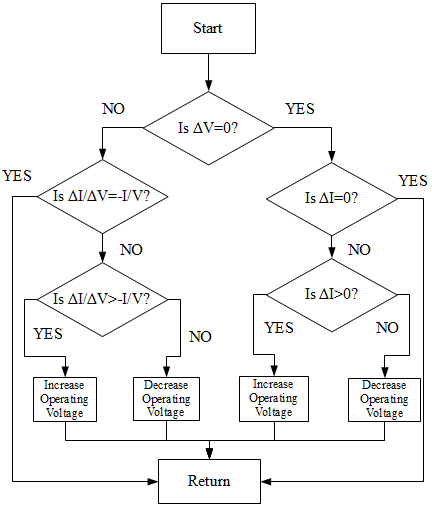 Start
NO
YES
Is ΔV=0?
YES
YES
Is ΔI/ΔV=-I/V?
Is ΔI=0?
NO
NO
Is ΔI/ΔV>-I/V?
Is ΔI>0?
YES
NO
YES
NO
Increase
Operating
Voltage
Decrease
Operating
Voltage
Increase
Operating
Voltage
Decrease
Operating
Voltage
Return